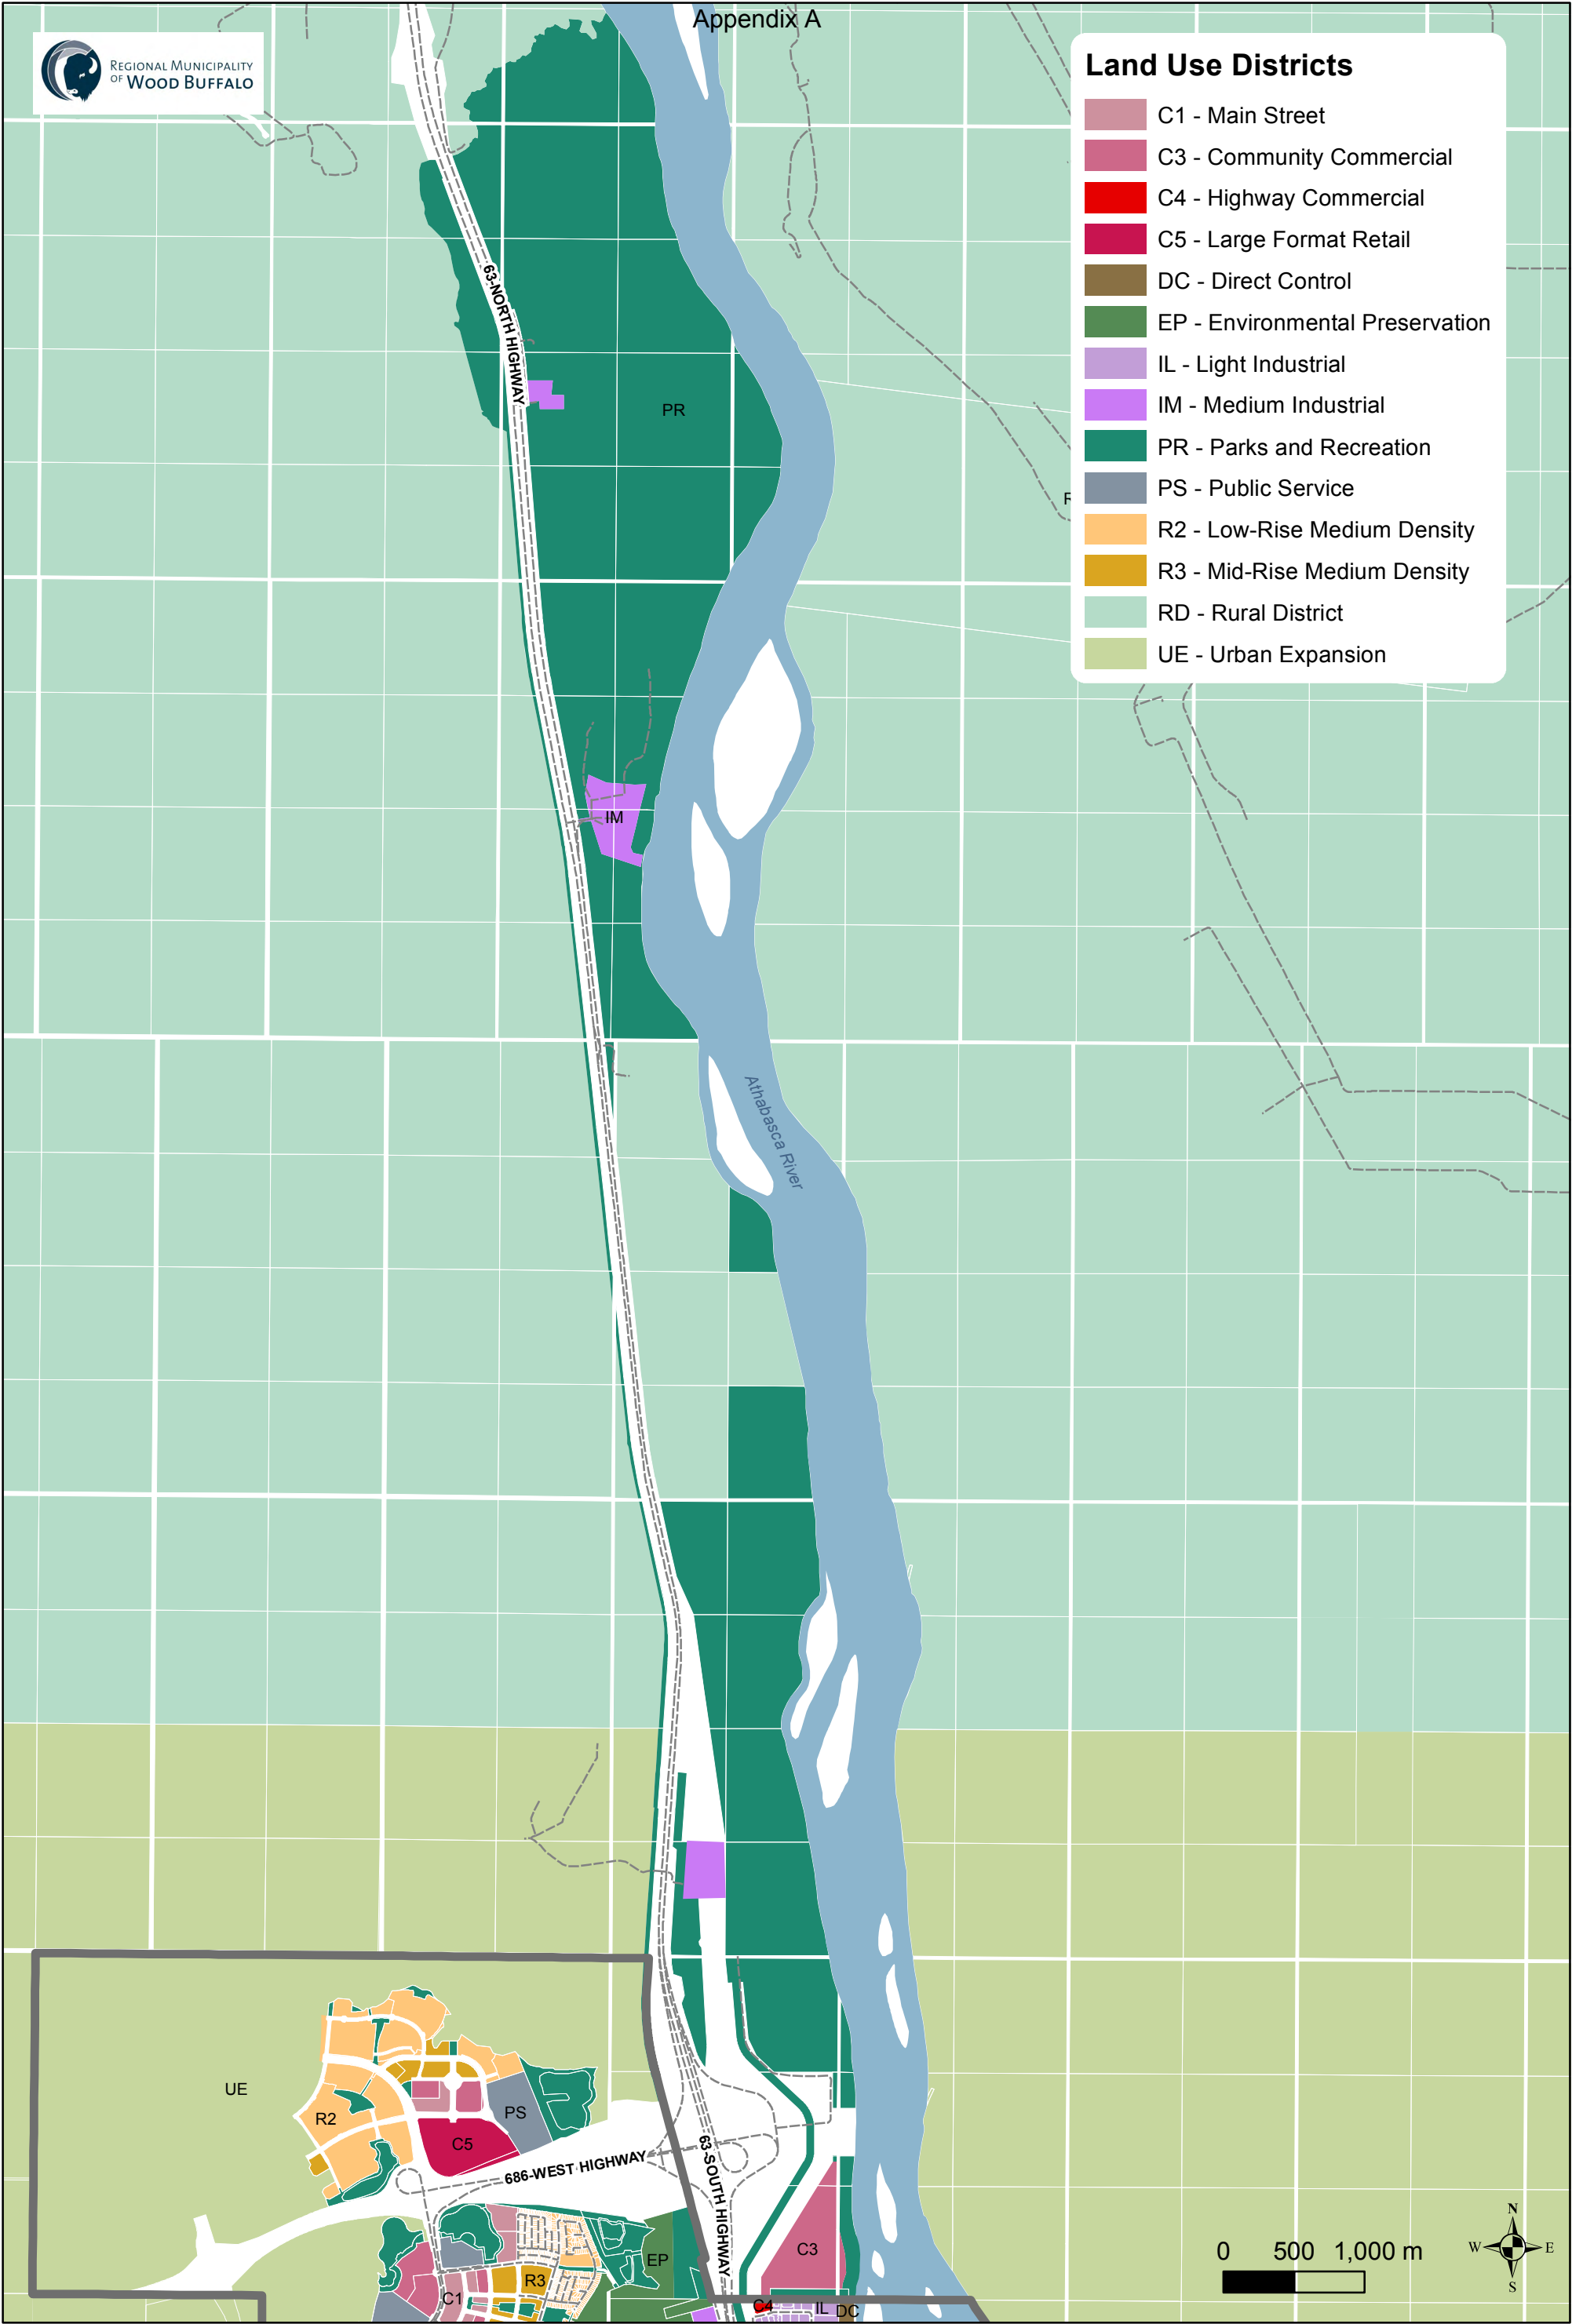 Appendix A
REGIONAL MUNICIPALITY
OF WOOD BUFFALO
Land Use Districts
C1 - Main Street
C3 - Community Commercial
C4 - Highway Commercial
C5 - Large Format Retail
DC - Direct Control
EP - Environmental Preservation
IL - Light Industrial
IM - Medium Industrial
PR - Parks and Recreation
PS - Public Service
R2 - Low-Rise Medium Density
R3 - Mid-Rise Medium Density
RD - Rural District
UE - Urban Expansion
63-NORTH HIGHWAY
PR
R
IM
Athabasca River
UE
R2
PS
C5
686-WEST HIGHWAY
63-SOUTH HIGHWAY
EP
C3
R3
C1
C4
IL
DC
0 500 1,000 m
N
W E
S